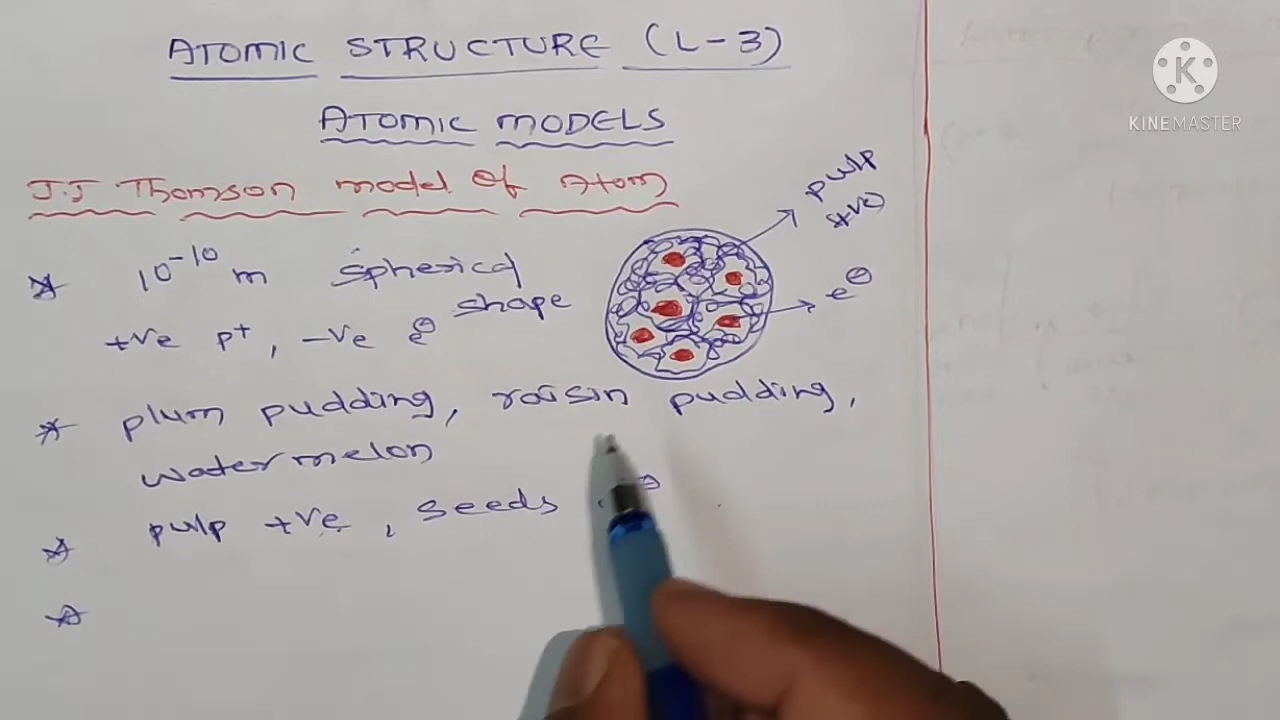 ATOMIC STRUCTURE (L-3)
ATOMIC MODELS
J.J Thomson model of Atom
10⁻¹⁰ m spherical shape
+ve p⁺, -ve e⊖
pulp
+ve
e⊖
plum pudding, raisin pudding,
watermelon
pulp +ve, seeds
K
KINEMASTER